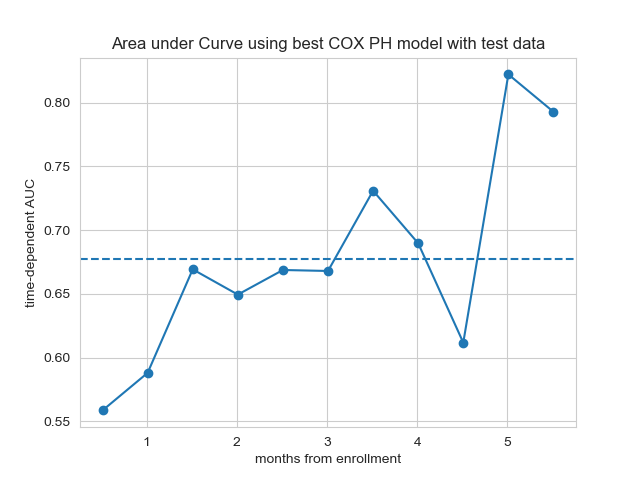 Area under Curve using best COX PH model with test data
time-dependent AUC
0.80
0.75
0.70
0.65
0.60
0.55
1 2 3 4 5
months from enrollment